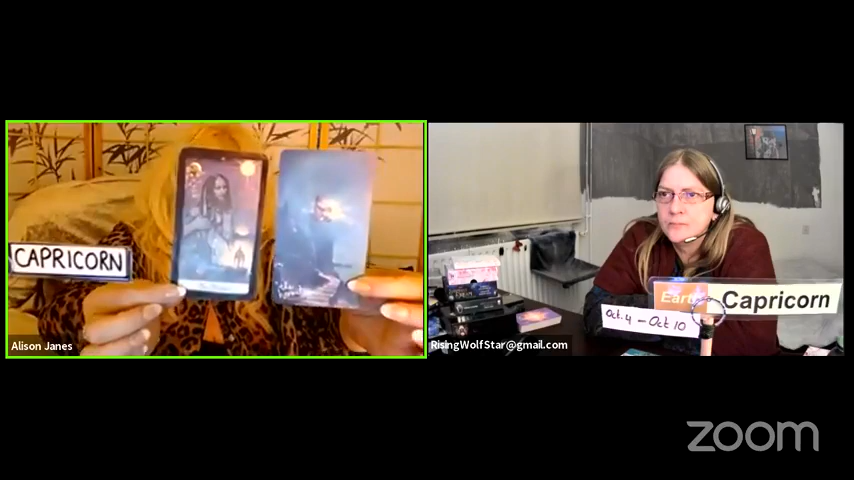 CAPRICORN
Alison Janes
Earth
Capricorn
Oct. 4 - Oct 10
RisingWolfStar@gmail.com
zoom